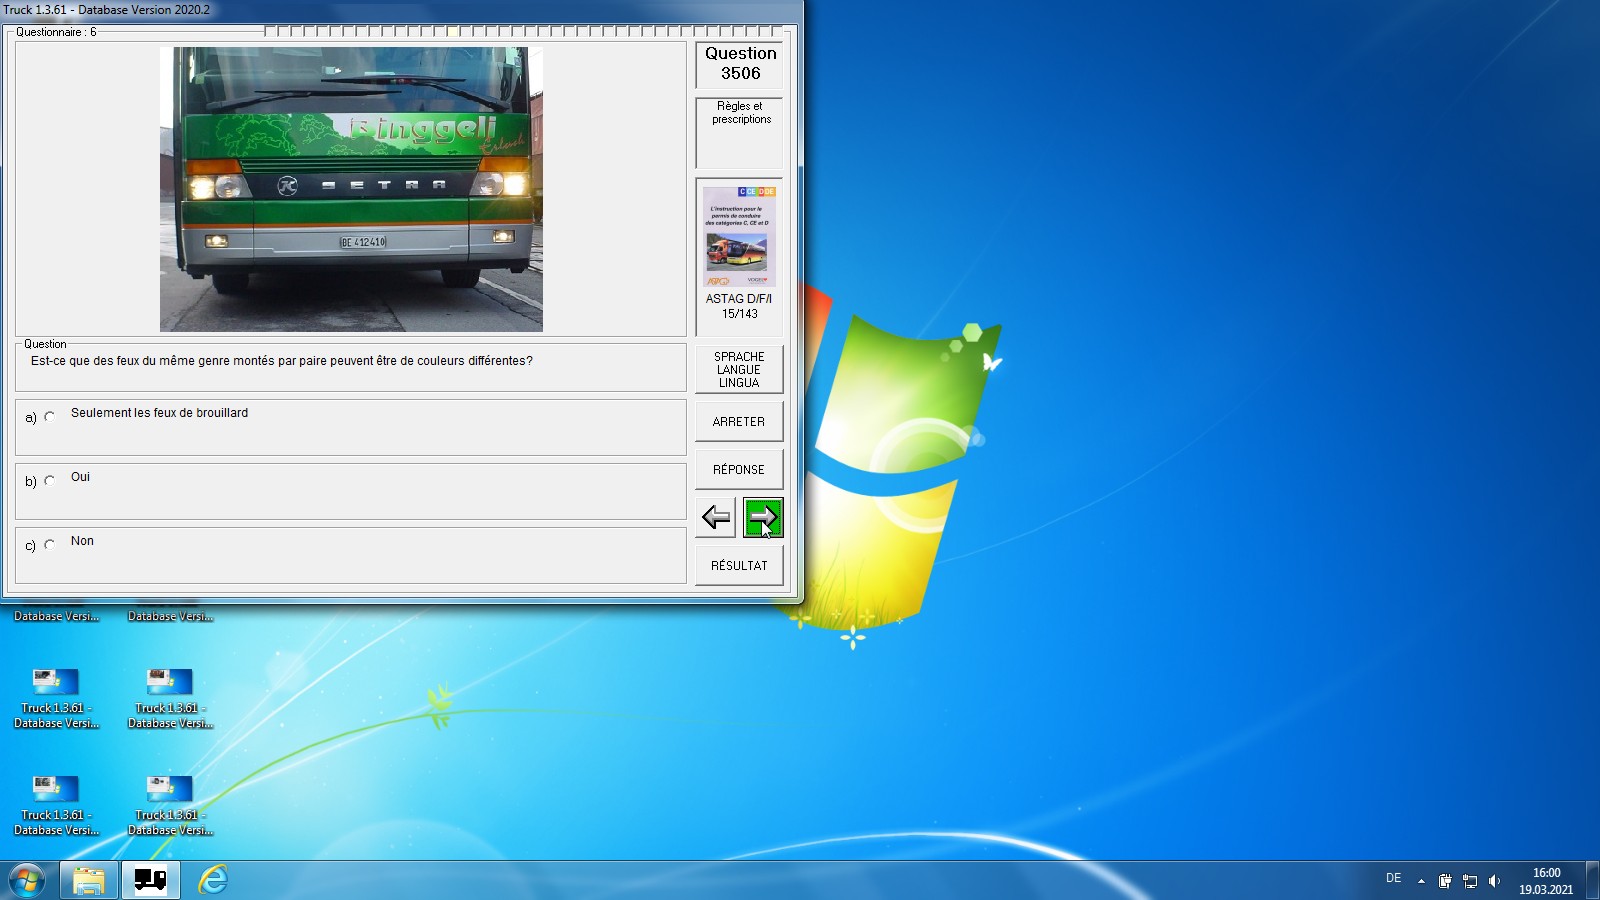 Truck 1.3.61 - Database Version 2020.2
Questionnaire : 6
Binggeli
SETRA
BE 412410
Question
3506
Règles et
prescriptions
C CE D DE
L'instruction pour le
permis de conduire
des catégories C, CE et D
ASTAG D/F/I
15/143
Question
Est-ce que des feux du même genre montés par paire peuvent être de couleurs différentes?
a) Seulement les feux de brouillard
b) Oui
c) Non
SPRACHE
LANGUE
LINGUA
ARRETER
RÉPONSE
RÉSULTAT
Database Versi...
Database Versi...
Truck 1.3.61 -
Database Versi...
Truck 1.3.61 -
Database Versi...
Truck 1.3.61 -
Database Versi...
Truck 1.3.61 -
Database Versi...
DE
16:00
19.03.2021